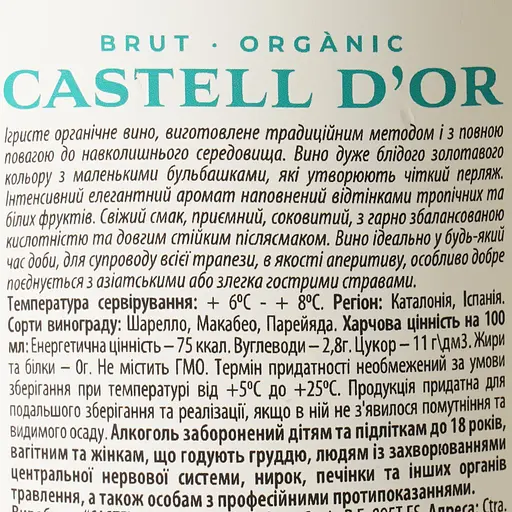 BRUT · ORGÀNIC
CASTELL D'OR
Ігристе органічне вино, виготовлене традиційним методом і з повною
повагою до навколишнього середовища. Вино дуже блідого золотавого
кольору з маленькими бульбашками, які утворюють чіткий перляж.
Інтенсивний елегантний аромат наповнений відтінками тропічних та
білих фруктів. Свіжий смак, приємний, соковитий, з гарно збалансованою
кислотністю та довгим стійким післясмаком. Вино ідеально у будь-який
час доби, для супроводу всієї трапези, в якості аперитиву, особливо добре
поєднується з азіатськими або злегка гострими стравами.
Температура сервірування: + 6ºC - + 8ºC. Регіон: Каталонія, Іспанія.
Сорти винограду: Шарелло, Макабео, Парейяда. Харчова цінність на 100
мл: Енергетична цінність – 75 ккал. Вуглеводи – 2,8г. Цукор – 11 г\дм3. Жири
та білки – 0г. Не містить ГМО. Термін придатності необмежений за умови
зберігання при температурі від +5ºC до +25ºC. Продукція придатна для
подальшого зберігання та реалізації, якщо в ній не з'явилося помутніння та
видимого осаду. Алкоголь заборонений дітям та підліткам до 18 років,
вагітним та жінкам, що годують груддю, людям із захворюваннями
центральної нервової системи, нирок, печінки та інших органів
травлення, а також особам з професійними протипоказаннями.
Адреса: Ctra.